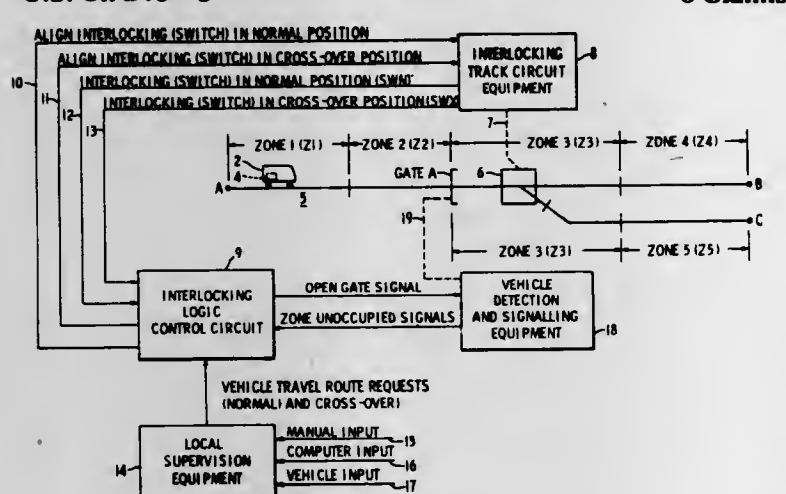 ALIGN INTERLOCKING (SWITCH) IN NORMAL POSITION
ALIGN INTERLOCKING (SWITCH) IN CROSS-OVER POSITION
INTERLOCKING (SWITCH) IN NORMAL POSITION (SWN)
INTERLOCKING (SWITCH) IN CROSS-OVER POSITION (SWX)
10
11
12
13
INTERLOCKING
TRACK CIRCUIT
EQUIPMENT
8
7
ZONE 1 (Z1)
ZONE 2 (Z2)
ZONE 3 (Z3)
ZONE 4 (Z4)
2
4
A
5
GATE A
6
B
C
19
ZONE 3 (Z3)
ZONE 5 (Z5)
9
INTERLOCKING
LOGIC
CONTROL CIRCUIT
OPEN GATE SIGNAL
ZONE UNOCCUPIED SIGNALS
VEHICLE
DETECTION
AND SIGNALLING
EQUIPMENT
18
VEHICLE TRAVEL ROUTE REQUESTS
(NORMAL) AND CROSS-OVER)
14
LOCAL
SUPERVISION
EQUIPMENT
MANUAL INPUT
15
COMPUTER INPUT
16
VEHICLE INPUT
17